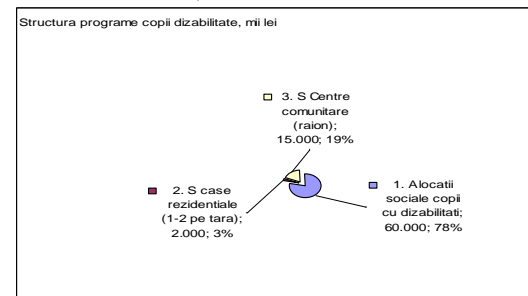 Structura programe copii dizabilitate, mii lei
3. S Centre
comunitare
(raion);
15.000; 19%
2. S case
rezidentiale
(1-2 pe tara);
2.000; 3%
1. Alocatii
sociale copii
cu dizabilitati;
60.000; 78%